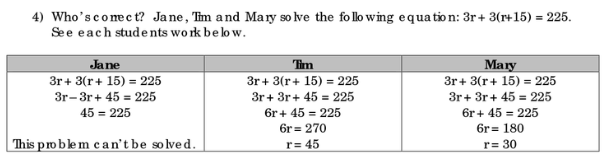 4) Who's correct? Jane, Tim and Mary solve the following equation: 3r + 3(r+15) = 225.
See each students work below.
Jane Tim Mary
3r + 3(r + 15) = 225 3r + 3(r + 15) = 225 3r + 3(r + 15) = 225
3r – 3r + 45 = 225 3r + 3r + 45 = 225 3r + 3r + 45 = 225
45 = 225 6r + 45 = 225 6r + 45 = 225
6r = 270 6r = 180
This problem can't be solved. r = 45 r = 30